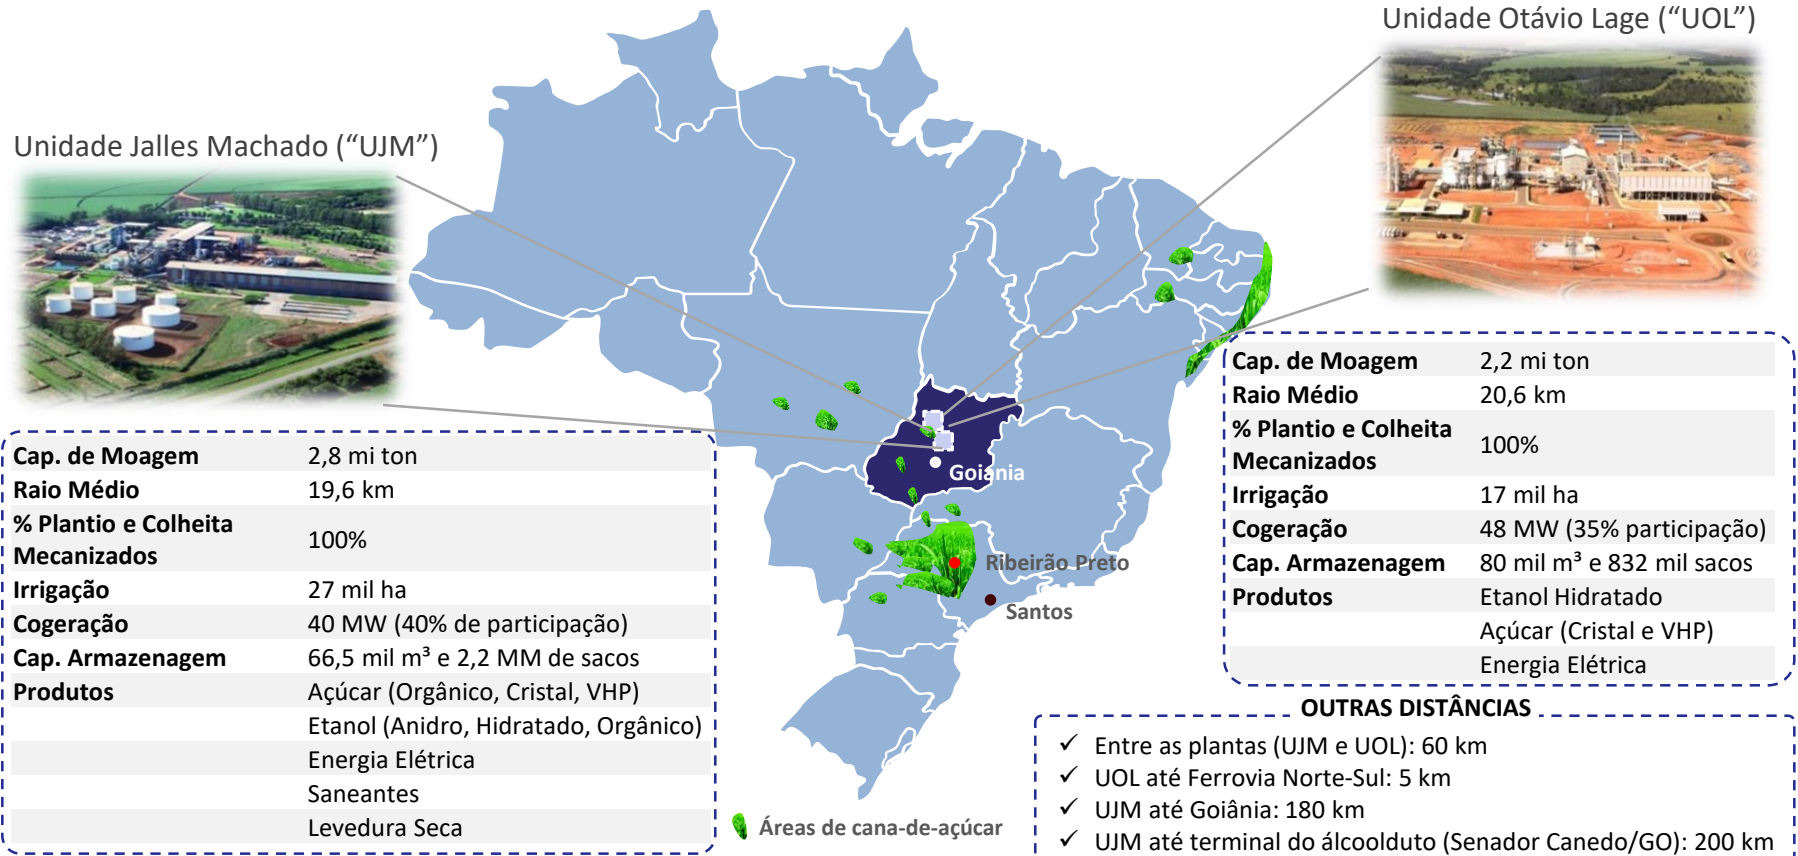 Unidade Otávio Lage (“UOL”)
Unidade Jalles Machado (“UJM”)
Cap. de Moagem 2,8 mi ton
Raio Médio 19,6 km
% Plantio e Colheita
Mecanizados 100%
Irrigação 27 mil ha
Cogeração 40 MW (40% de participação)
Cap. Armazenagem 66,5 mil m³ e 2,2 MM de sacos
Produtos Açúcar (Orgânico, Cristal, VHP)
Etanol (Anidro, Hidratado, Orgânico)
Energia Elétrica
Saneantes
Levedura Seca
Goiania
Ribeirão Preto
Santos
Áreas de cana-de-açúcar
Cap. de Moagem 2,2 mi ton
Raio Médio 20,6 km
% Plantio e Colheita
Mecanizados 100%
Irrigação 17 mil ha
Cogeração 48 MW (35% participação)
Cap. Armazenagem 80 mil m³ e 832 mil sacos
Produtos Etanol Hidratado
Açúcar (Cristal e VHP)
Energia Elétrica
OUTRAS DISTÂNCIAS
✓ Entre as plantas (UJM e UOL): 60 km
✓ UOL até Ferrovia Norte-Sul: 5 km
✓ UJM até Goiânia: 180 km
✓ UJM até terminal do álcoolduto (Senador Canedo/GO): 200 km